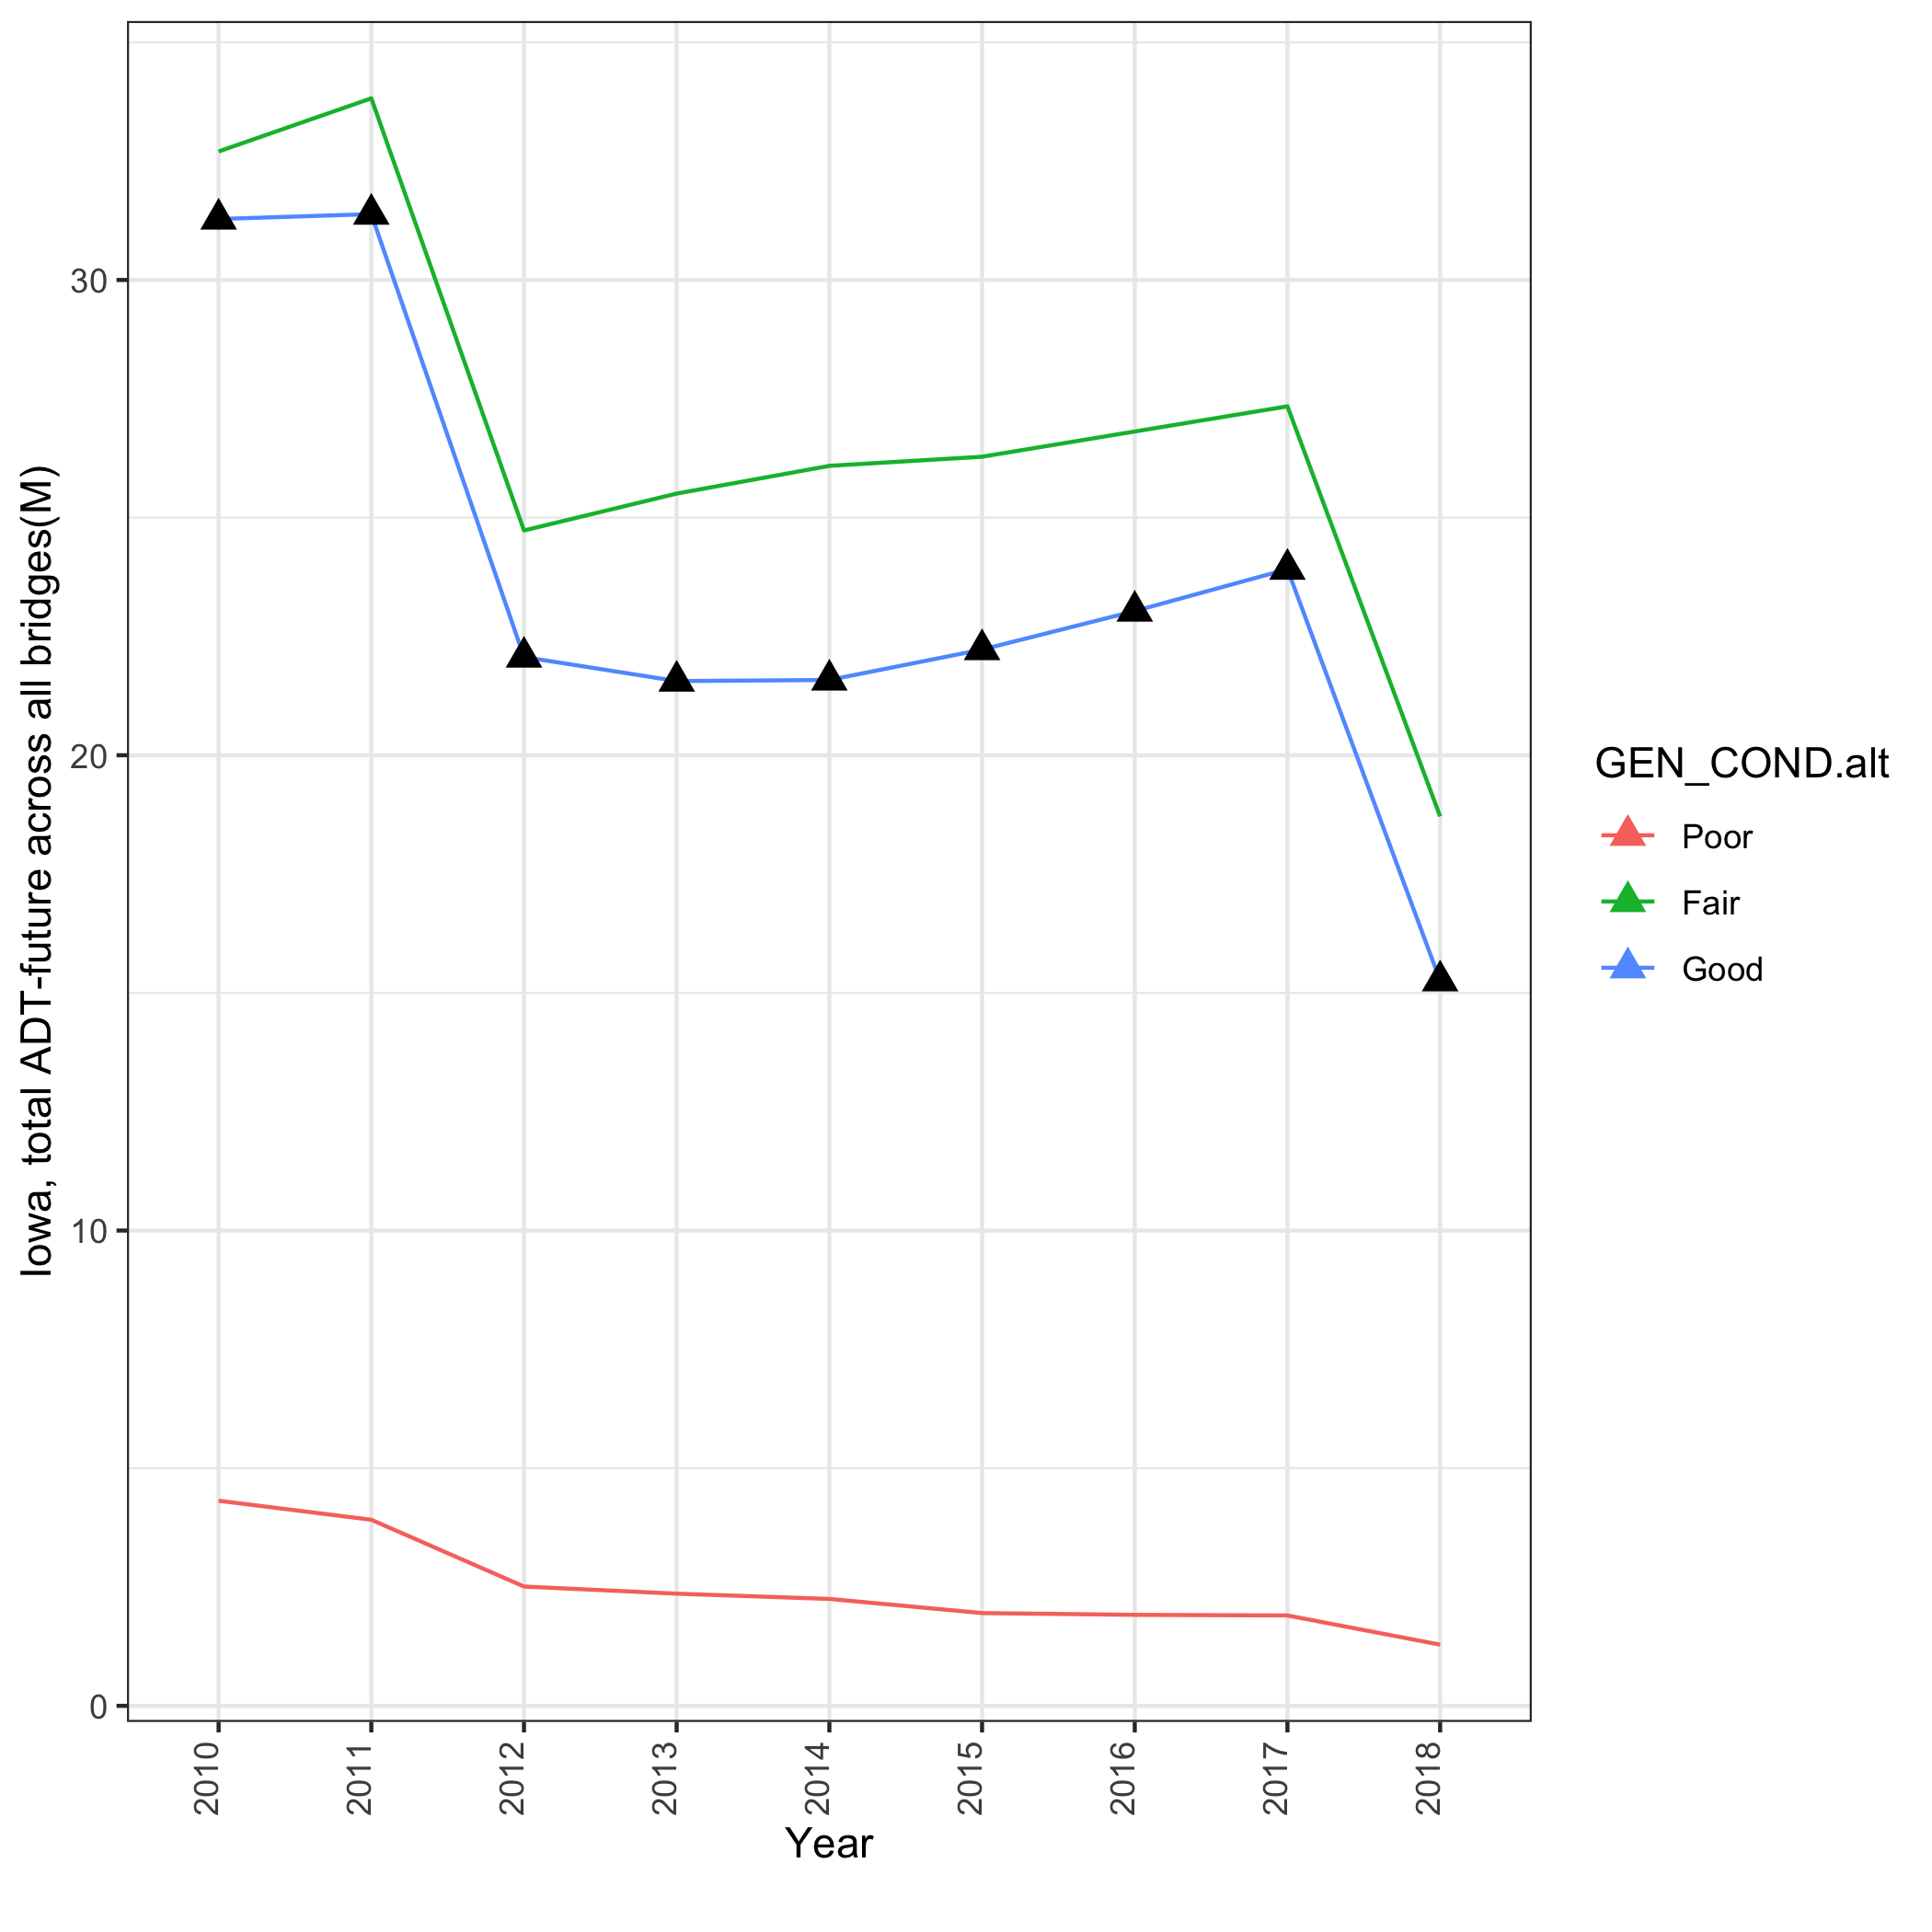 Iowa, total ADT-future across all bridges(M)
30
20
10
0
2010
2011
2012
2013
2014
2015
2016
2017
2018
Year
GEN_COND.alt
Poor
Fair
Good